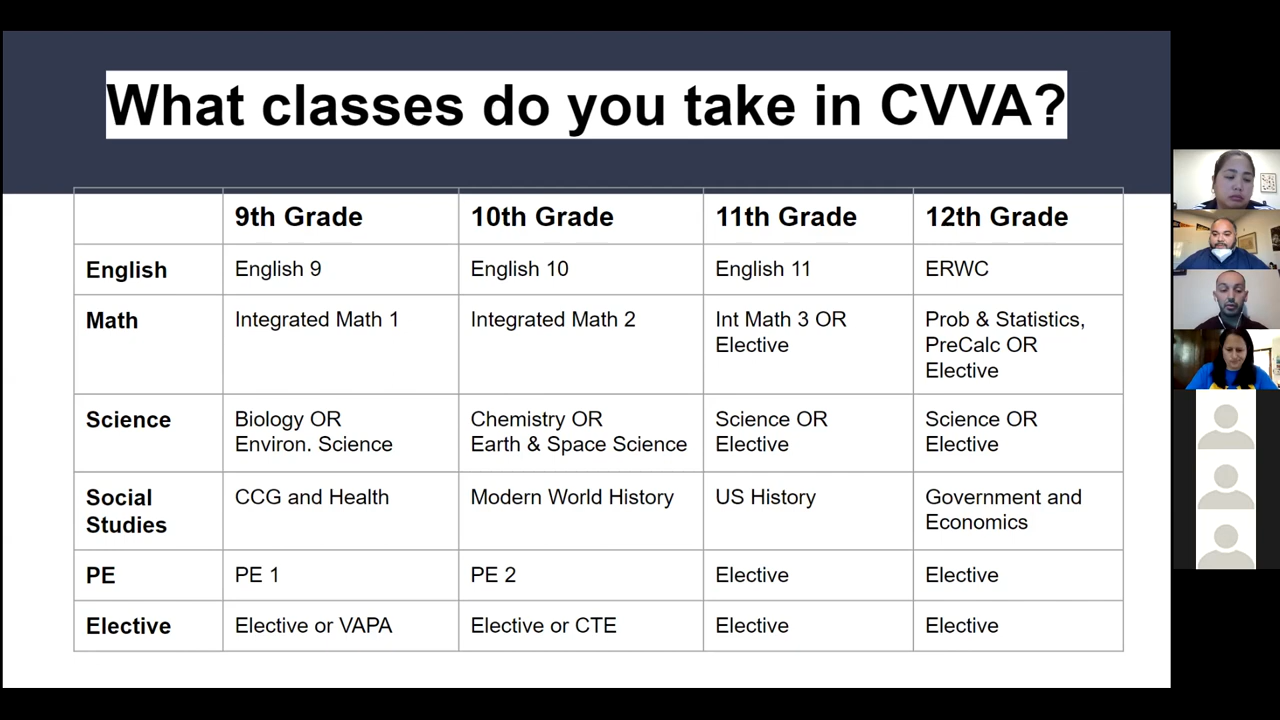 What classes do you take in CVVA?
9th Grade 10th Grade 11th Grade 12th Grade
English English 9 English 10 English 11 ERWC
Math Integrated Math 1 Integrated Math 2 Int Math 3 OR Prob & Statistics,
Elective PreCalc OR
Elective
Science Biology OR Chemistry OR Science OR Science OR
Environ. Science Earth & Space Science Elective Elective
Social CCG and Health Modern World History US History Government and
Studies Economics
PE PE 1 PE 2 Elective Elective
Elective Elective or VAPA Elective or CTE Elective Elective